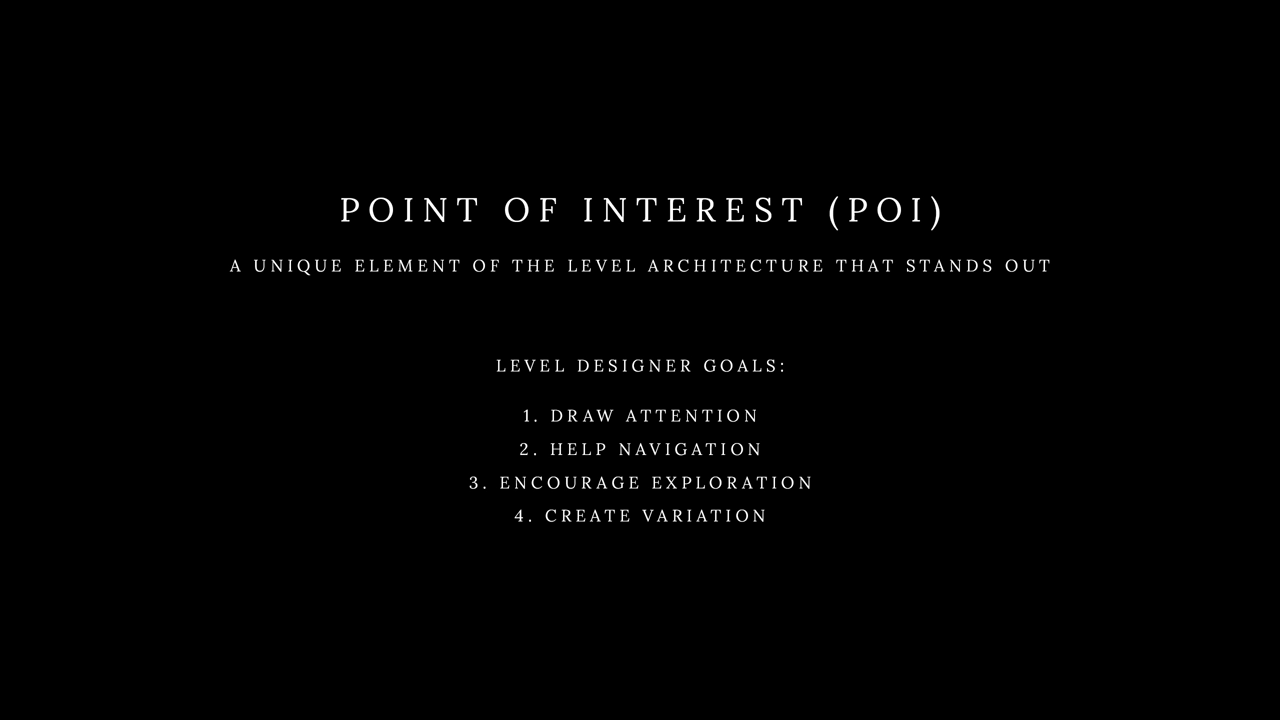 POINT OF INTEREST (POI)
A UNIQUE ELEMENT OF THE LEVEL ARCHITECTURE THAT STANDS OUT
LEVEL DESIGNER GOALS:
1. DRAW ATTENTION
2. HELP NAVIGATION
3. ENCOURAGE EXPLORATION
4. CREATE VARIATION